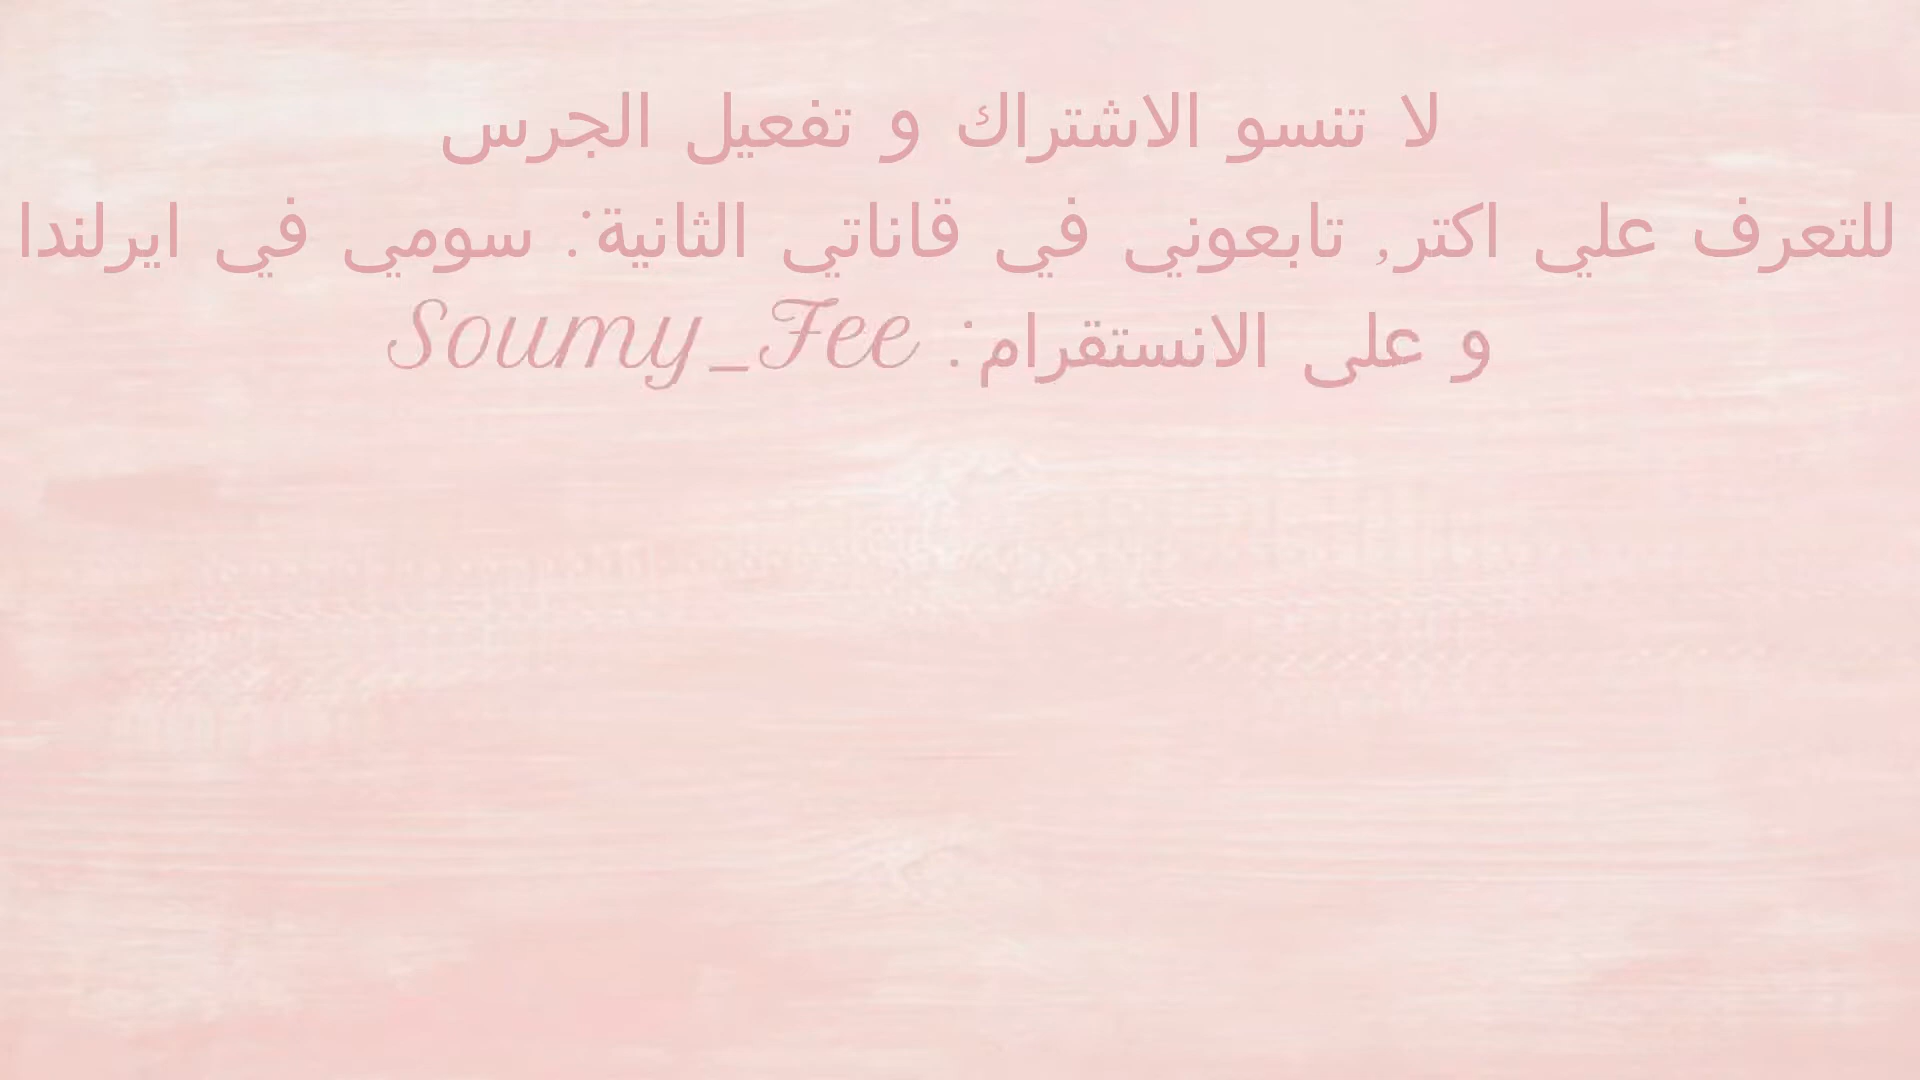 لا تنسو الاشتراك و تفعيل الجرس
للتعرف علي اكتر, تابعوني في قاناتي الثانية: سومي في ايرلندا
و على الانستقرام: Soumy_Fee